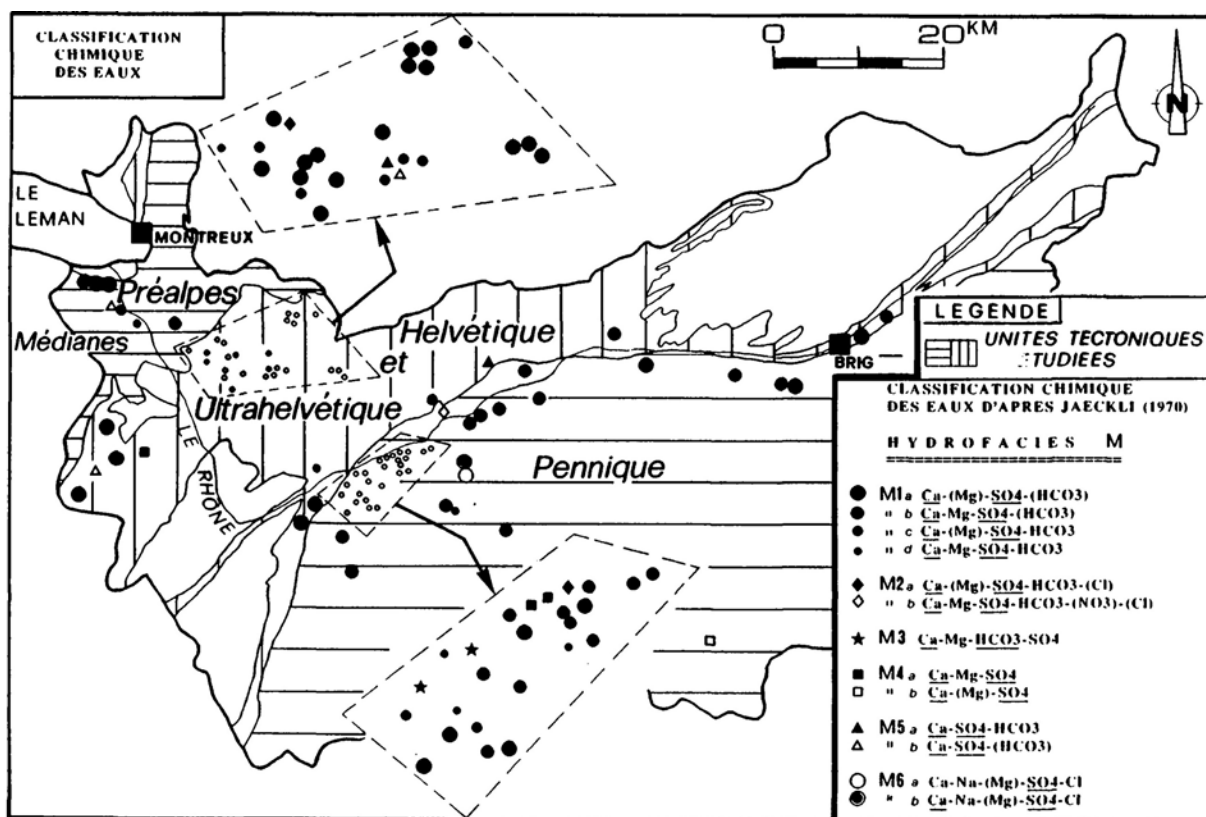 CLASSIFICATION
CHIMIQUE
DES EAUX
0 20 KM
N
LE
LEMAN
MONTREUX
Préalpes
Médianes
Helvétique
et
Ultrahelvétique
LE RHÔNE
Pennique
BRIG
LEGENDE
UNITES TECTONIQUES
ETUDIEES
CLASSIFICATION CHIMIQUE
DES EAUX D'APRES JAECKLI (1970)
HYDROFACIES M
M1 a Ca-(Mg)-SO4-(HCO3)
" b Ca-Mg-SO4-(HCO3)
" c Ca-(Mg)-SO4-HCO3
" d Ca-Mg-SO4-HCO3
M2 a Ca-(Mg)-SO4-HCO3-(Cl)
" b Ca-Mg-SO4-HCO3-(NO3)-(Cl)
M3 Ca-Mg-HCO3-SO4
M4 a Ca-Mg-SO4
" b Ca-(Mg)-SO4
M5 a Ca-SO4-HCO3
" b Ca-SO4-(HCO3)
M6 a Ca-Na-(Mg)-SO4-Cl
" b Ca-Na-(Mg)-SO4-Cl